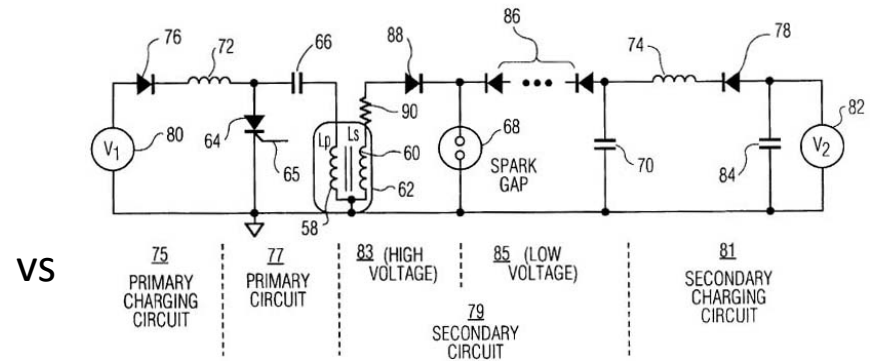 76
72
66
88
86
74
78
90
82
V1
80
64
65
Lp
Ls
60
62
58
68
SPARK
GAP
70
84
V2
vs
75
PRIMARY
CHARGING
CIRCUIT
77
PRIMARY
CIRCUIT
83 (HIGH
VOLTAGE)
85 (LOW
VOLTAGE)
79
SECONDARY
CIRCUIT
81
SECONDARY
CHARGING
CIRCUIT